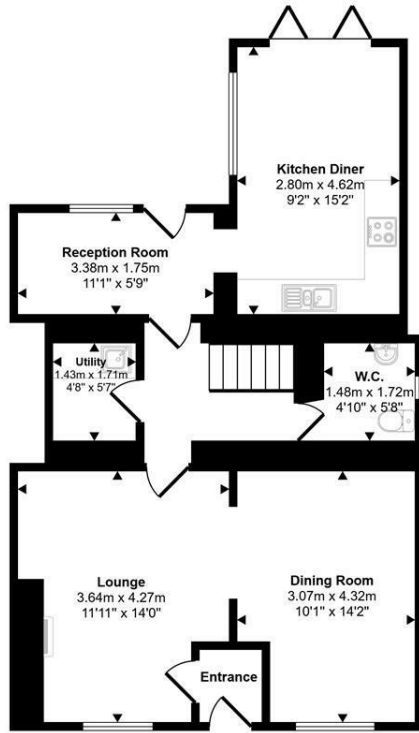 Kitchen Diner
2.80m x 4.62m
9'2" x 15'2"
Reception Room
3.38m x 1.75m
11'1" x 5'9"
Utility
1.43m x 1.71m
4'8" x 5'7"
W.C.
1.48m x 1.72m
4'10" x 5'8"
Lounge
3.64m x 4.27m
11'11" x 14'0"
Dining Room
3.07m x 4.32m
10'1" x 14'2"
Entrance